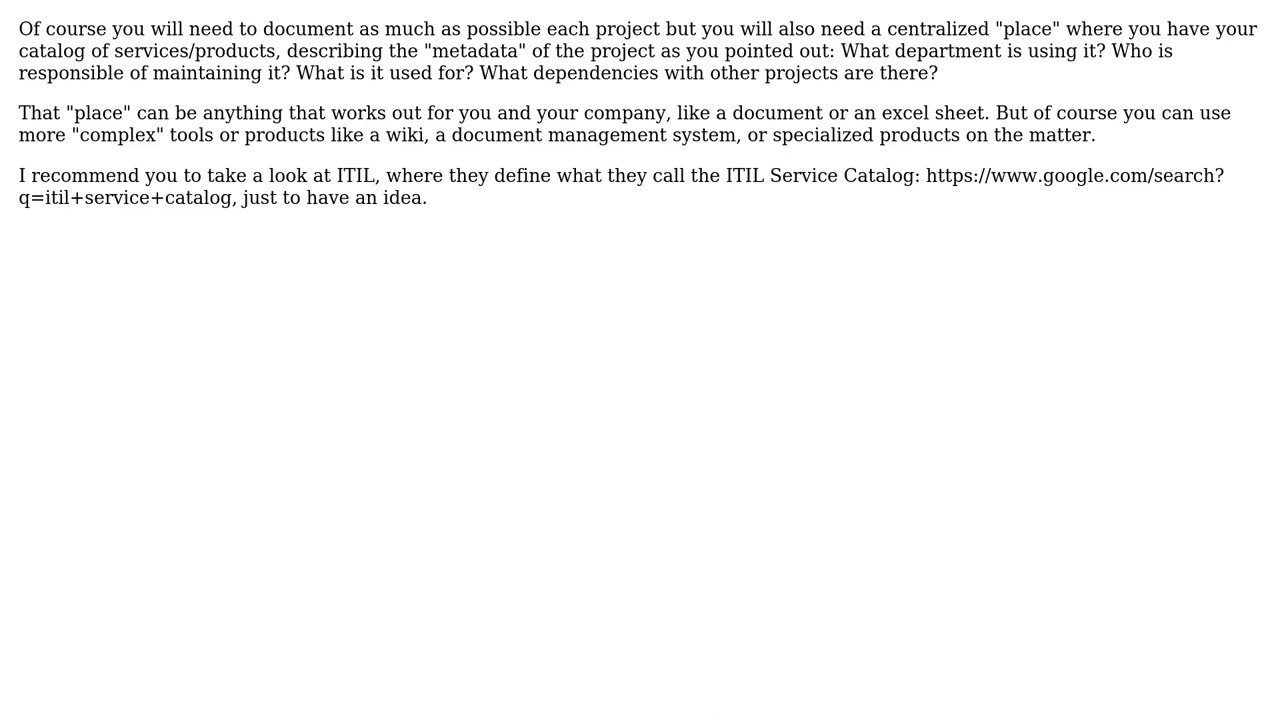 Of course you will need to document as much as possible each project but you will also need a centralized "place" where you have your
catalog of services/products, describing the "metadata" of the project as you pointed out: What department is using it? Who is
responsible of maintaining it? What is it used for? What dependencies with other projects are there?
That "place" can be anything that works out for you and your company, like a document or an excel sheet. But of course you can use
more "complex" tools or products like a wiki, a document management system, or specialized products on the matter.
I recommend you to take a look at ITIL, where they define what they call the ITIL Service Catalog: https://www.google.com/search?
q=itil+service+catalog, just to have an idea.